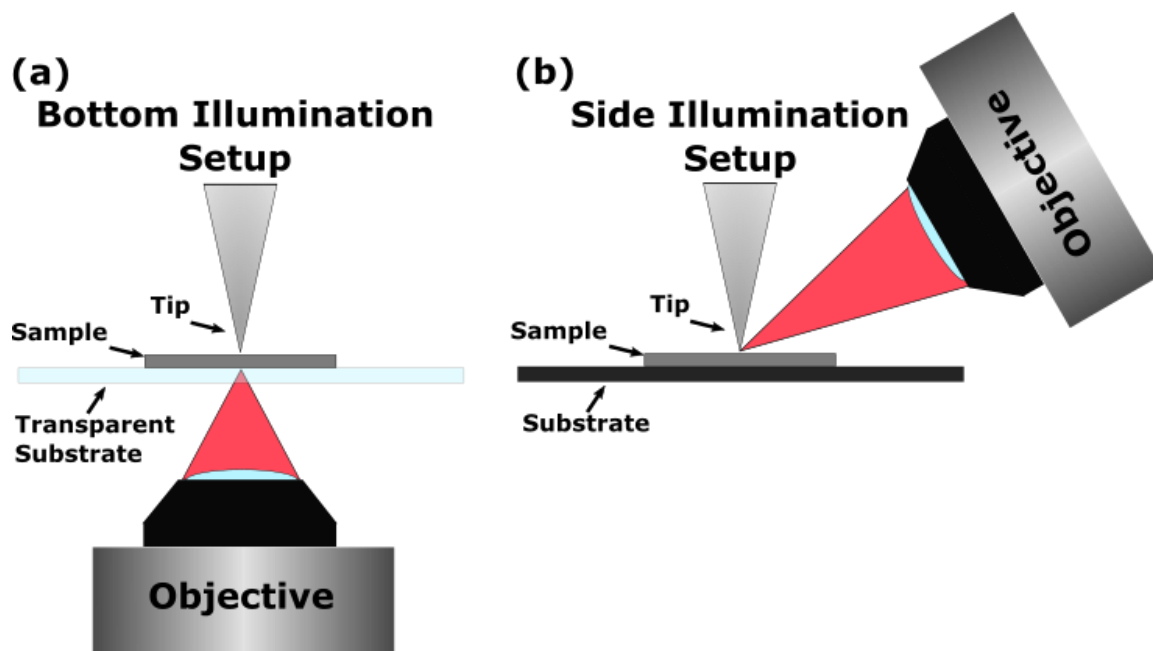 (a)
Bottom Illumination
Setup
Tip
Sample
Transparent
Substrate
Objective
(b)
Side Illumination
Setup
Objective
Tip
Sample
Substrate